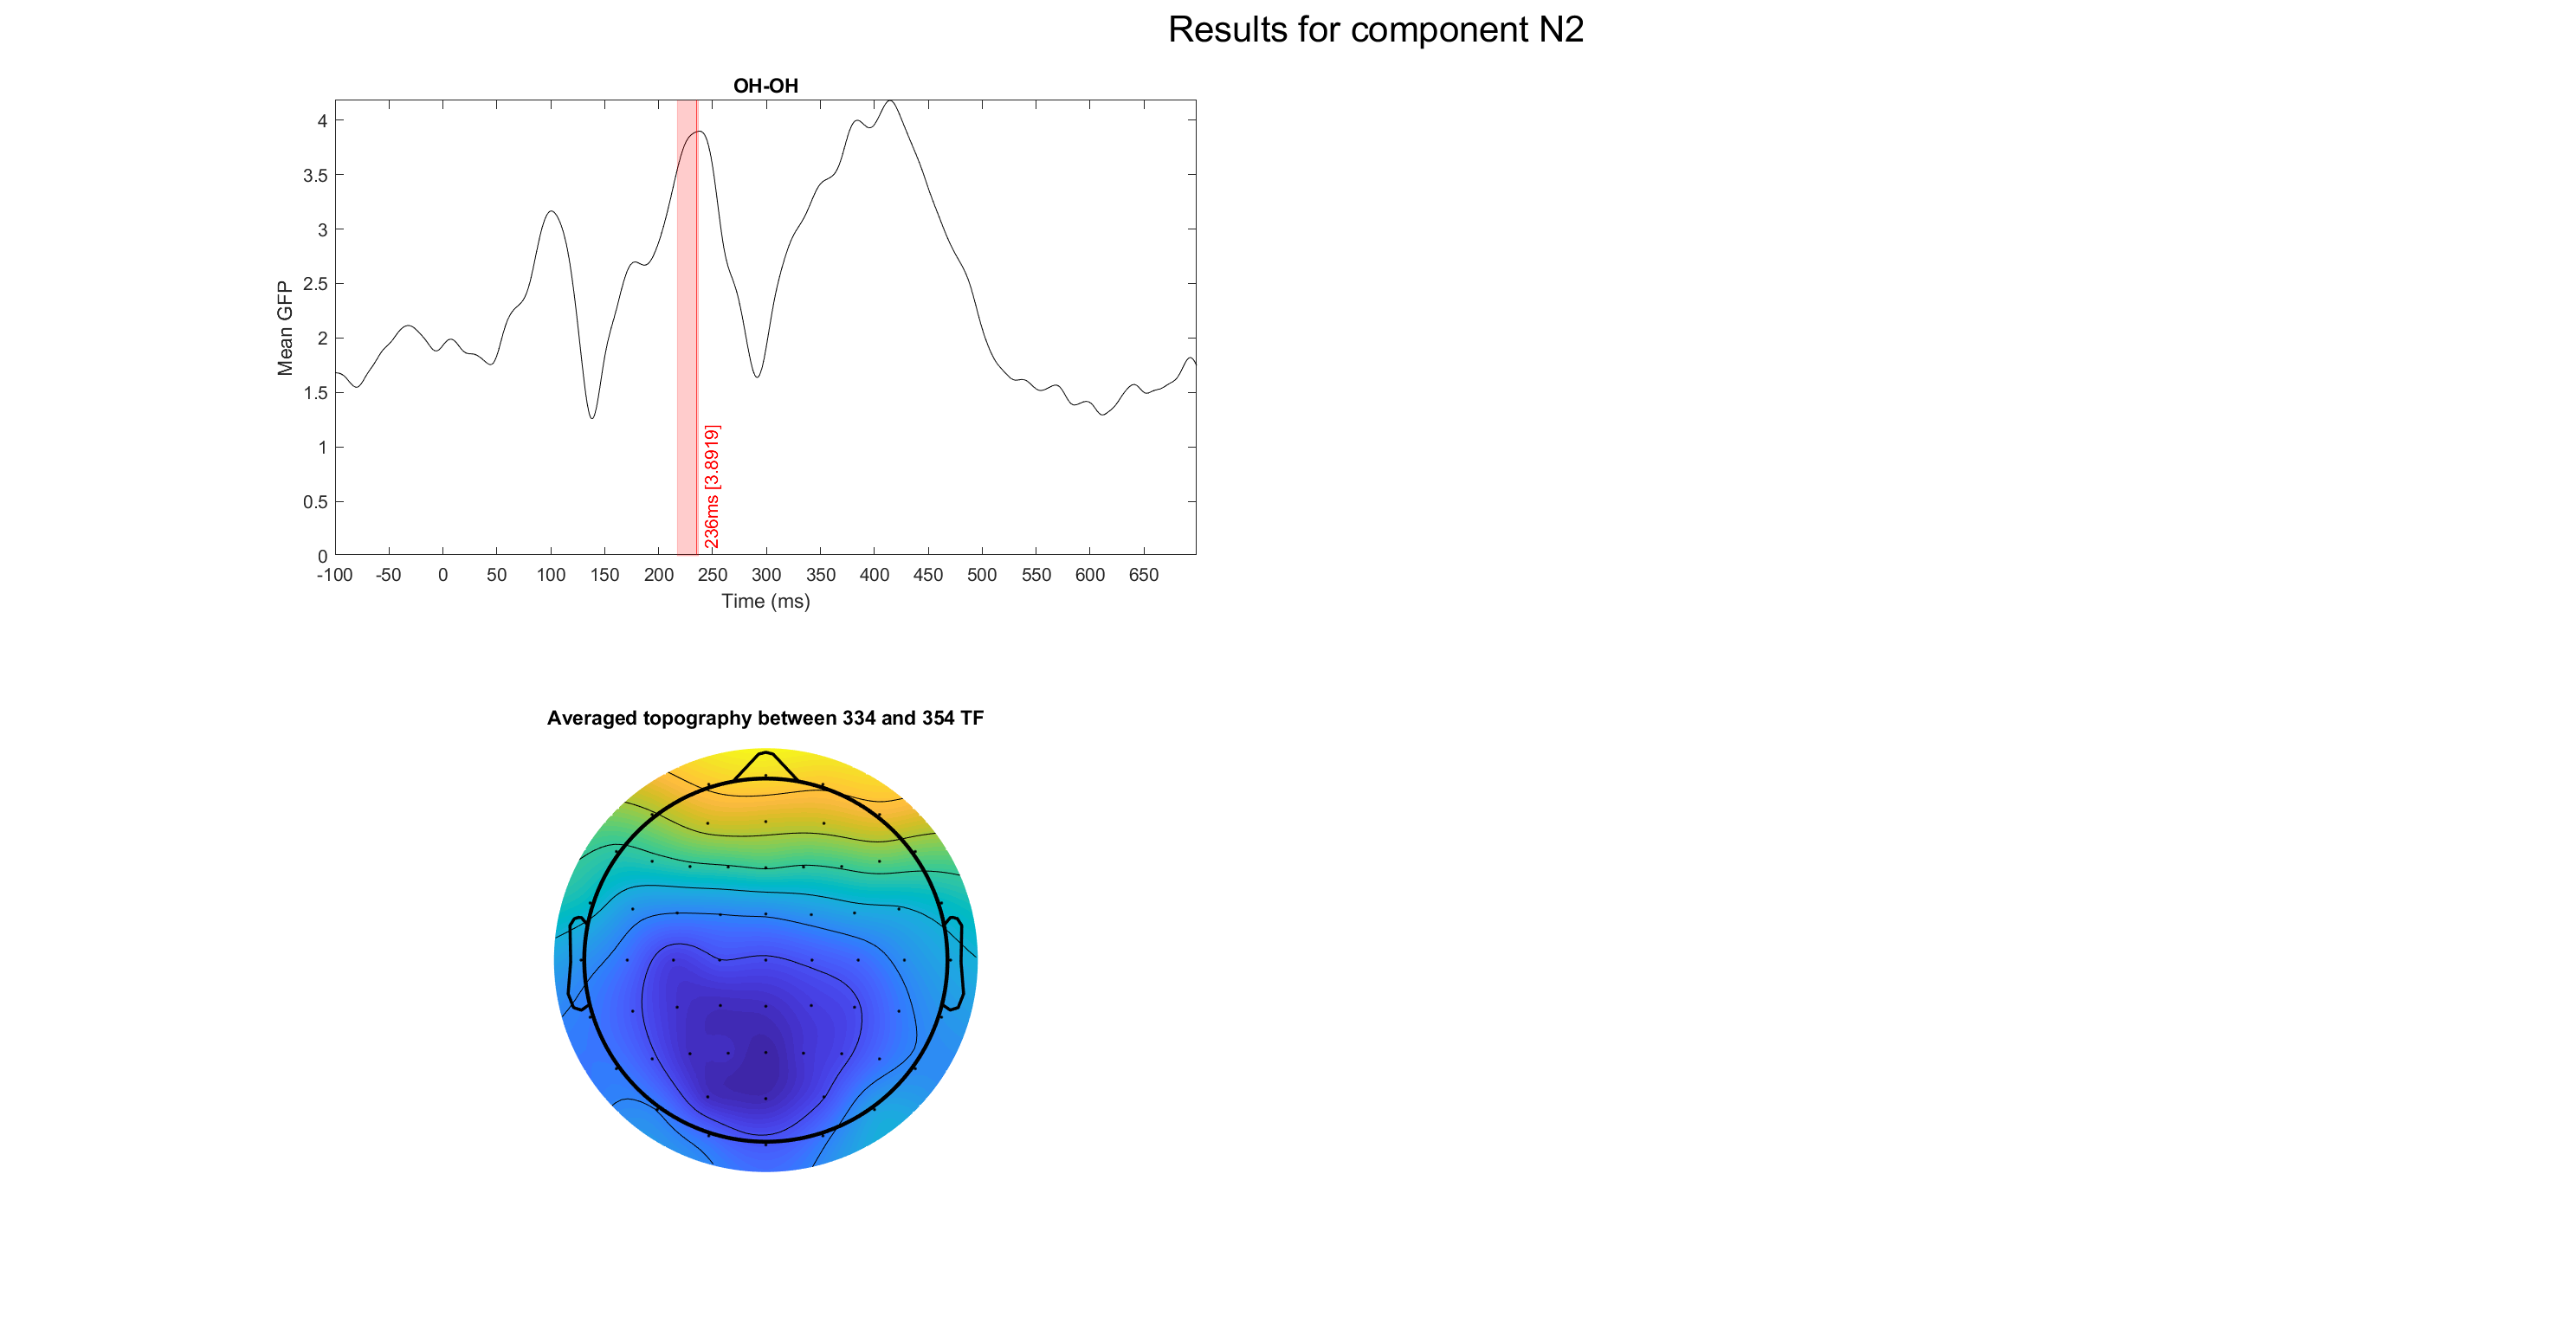 Results for component N2
OH-OH
4
3.5
3
2.5
2
1.5
1
0.5
0
Mean GFP
236ms [3.8919]
-100 -50 0 50 100 150 200 250 300 350 400 450 500 550 600 650
Time (ms)
Averaged topography between 334 and 354 TF